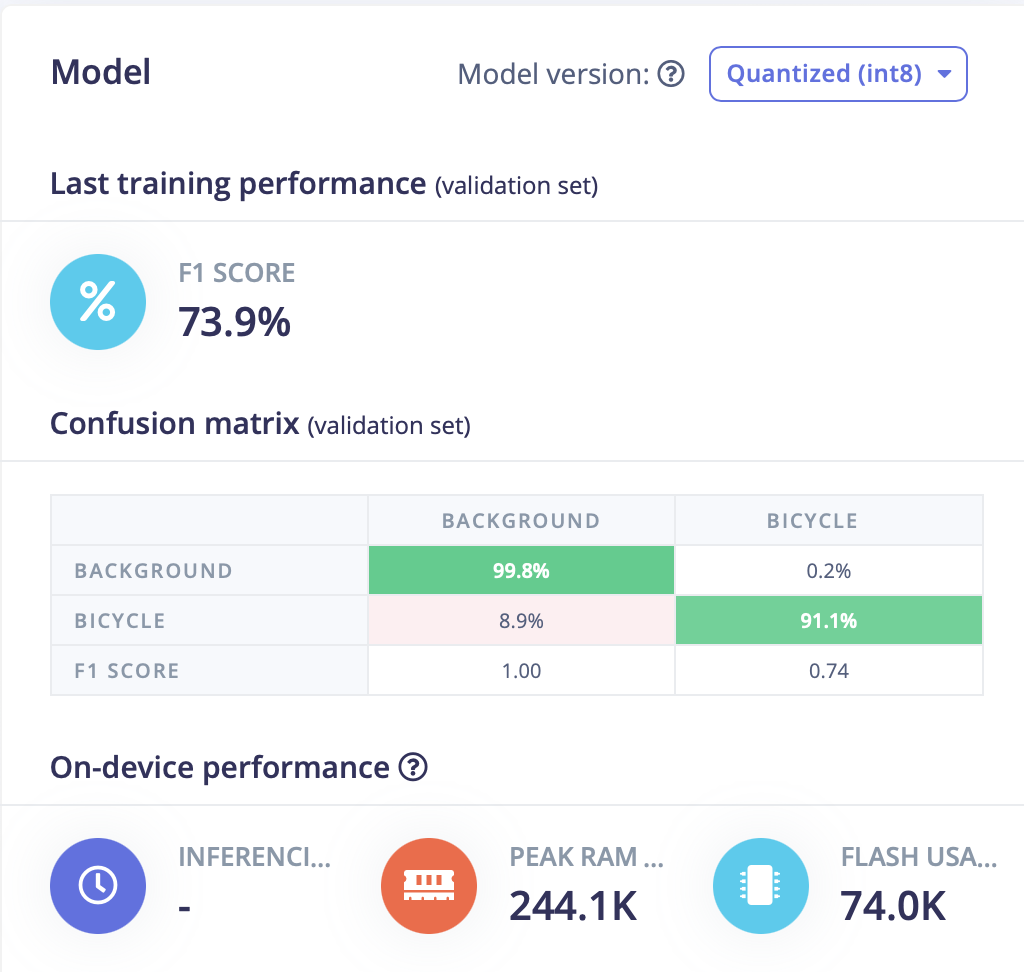 Model
Model version: ? Quantized (int8)
Last training performance (validation set)
%
F1 SCORE
73.9%
Confusion matrix (validation set)
BACKGROUND BICYCLE
BACKGROUND 99.8% 0.2%
BICYCLE 8.9% 91.1%
F1 SCORE 1.00 0.74
On-device performance ?
INFERENCI... PEAK RAM ... FLASH USA...
- 244.1K 74.0K